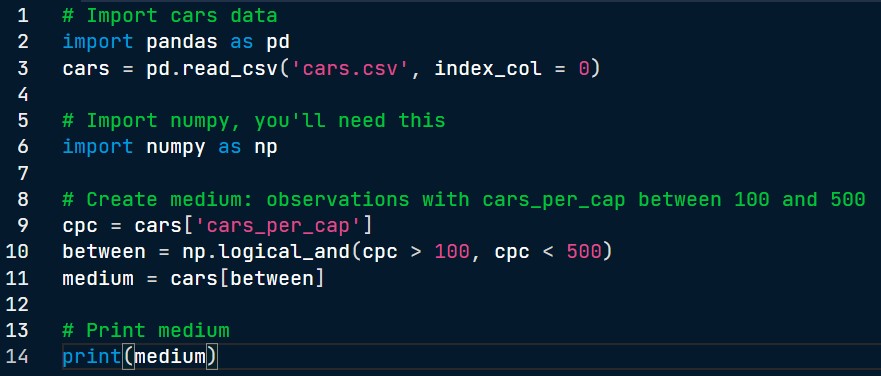 1 # Import cars data
2 import pandas as pd
3 cars = pd.read_csv('cars.csv', index_col = 0)
4
5 # Import numpy, you'll need this
6 import numpy as np
7
8 # Create medium: observations with cars_per_cap between 100 and 500
9 cpc = cars['cars_per_cap']
10 between = np.logical_and(cpc > 100, cpc < 500)
11 medium = cars[between]
12
13 # Print medium
14 print(medium)